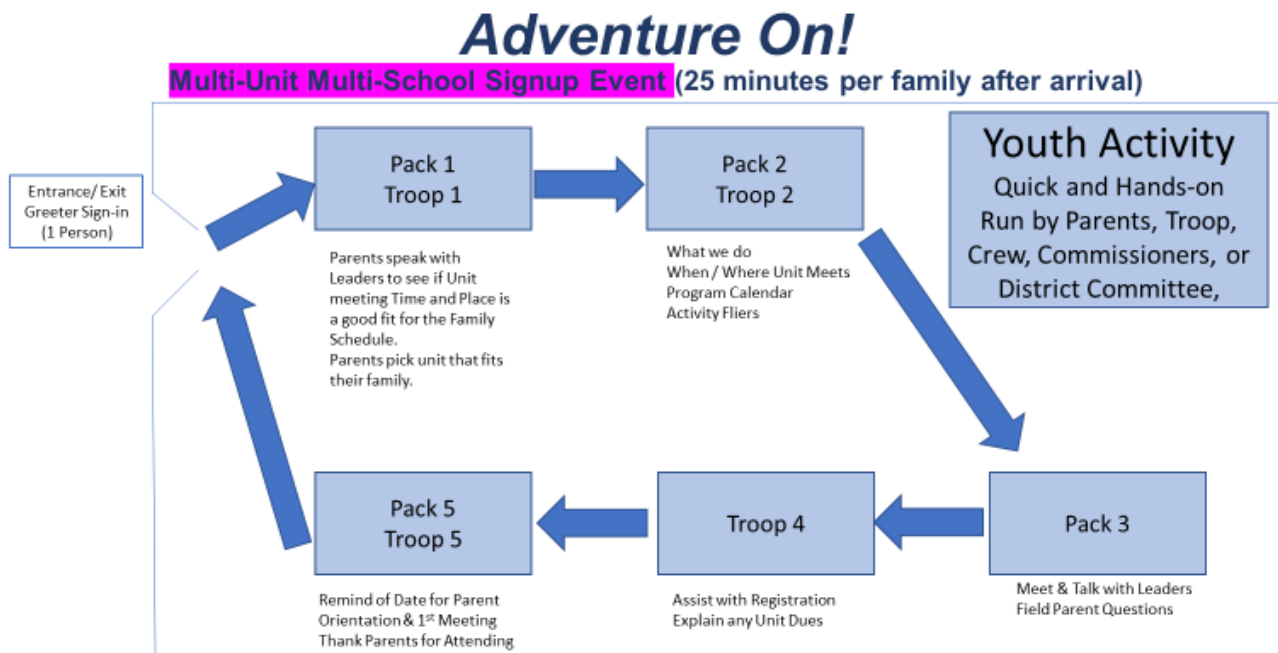 Adventure On!
Multi-Unit Multi-School Signup Event (25 minutes per family after arrival)
Entrance/ Exit
Greeter Sign-in
(1 Person)
Pack 1
Troop 1
Parents speak with
Leaders to see if Unit
meeting Time and Place is
a good fit for the Family
Schedule.
Parents pick unit that fits
their family.
Pack 2
Troop 2
What we do
When / Where Unit Meets
Program Calendar
Activity Fliers
Youth Activity
Quick and Hands-on
Run by Parents, Troop,
Crew, Commissioners, or
District Committee,
Pack 5
Troop 5
Remind of Date for Parent
Orientation & 1st Meeting
Thank Parents for Attending
Troop 4
Assist with Registration
Explain any Unit Dues
Pack 3
Meet & Talk with Leaders
Field Parent Questions